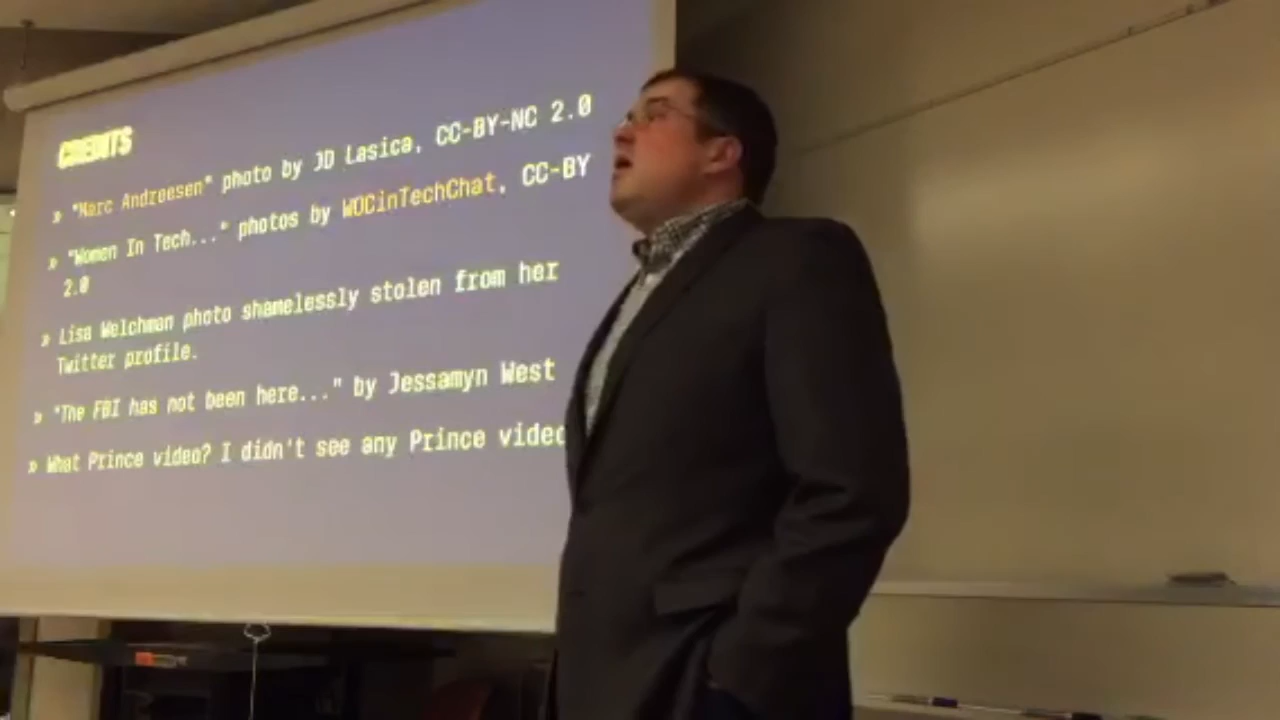 CREDITS
» "Marc Andreesen" photo by JD Lasica, CC-BY-NC 2.0
» "Women In Tech..." photos by WOCinTechChat, CC-BY
2.0
» Lisa Welchman photo shamelessly stolen from her
Twitter profile.
» "The FBI has not been here..." by Jessamyn West
» What Prince video? I didn't see any Prince video